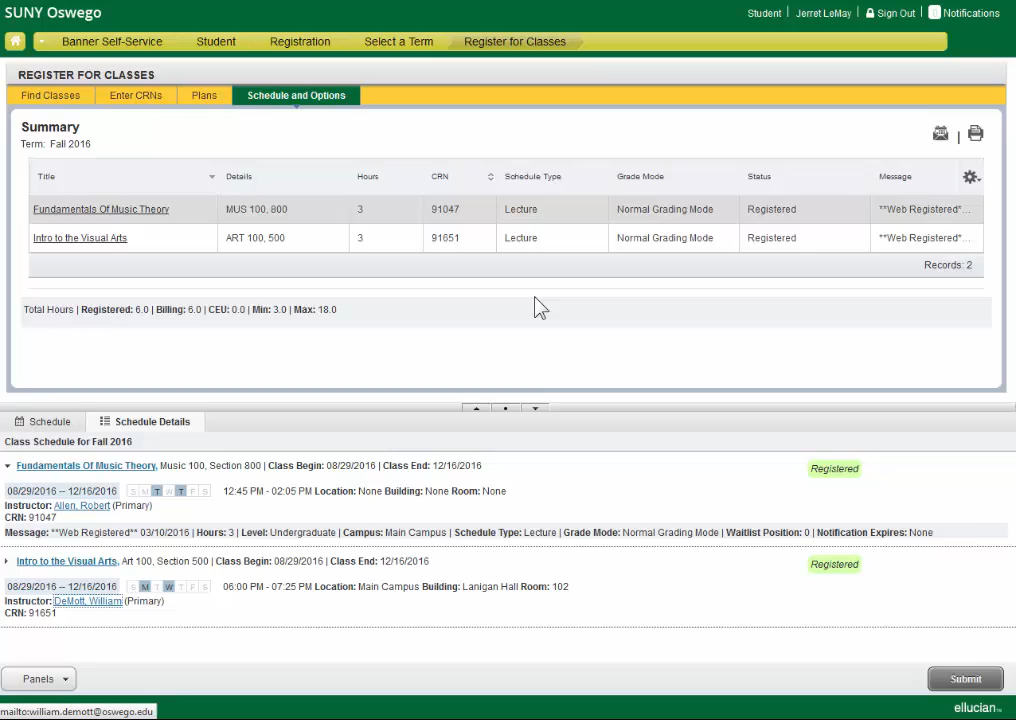 SUNY Oswego
Student | Jerret LeMay | Sign Out | Notifications
Banner Self-Service Student Registration Select a Term Register for Classes
REGISTER FOR CLASSES
Find Classes Enter CRNs Plans Schedule and Options
Summary
Term: Fall 2016
|
Title Details Hours CRN Schedule Type Grade Mode Status Message
Fundamentals Of Music Theory MUS 100, 800 3 91047 Lecture Normal Grading Mode Registered **Web Registered*...
Intro to the Visual Arts ART 100, 500 3 91651 Lecture Normal Grading Mode Registered **Web Registered*...
Records: 2
Total Hours | Registered: 6.0 | Billing: 6.0 | CEU: 0.0 | Min: 3.0 | Max: 18.0
Schedule Schedule Details
Class Schedule for Fall 2016
Fundamentals Of Music Theory, Music 100, Section 800 | Class Begin: 08/29/2016 | Class End: 12/16/2016 Registered
08/29/2016 -- 12/16/2016 S M T W T F S 12:45 PM - 02:05 PM Location: None Building: None Room: None
Instructor: Allen, Robert (Primary)
CRN: 91047
Message: **Web Registered** 03/10/2016 | Hours: 3 | Level: Undergraduate | Campus: Main Campus | Schedule Type: Lecture | Grade Mode: Normal Grading Mode | Waitlist Position: 0 | Notification Expires: None
Intro to the Visual Arts, Art 100, Section 500 | Class Begin: 08/29/2016 | Class End: 12/16/2016 Registered
08/29/2016 -- 12/16/2016 S M T W T F S 06:00 PM - 07:25 PM Location: Main Campus Building: Lanigan Hall Room: 102
Instructor: DeMott, William (Primary)
CRN: 91651
Panels Submit
mailto:william.demott@oswego.edu ellucian™